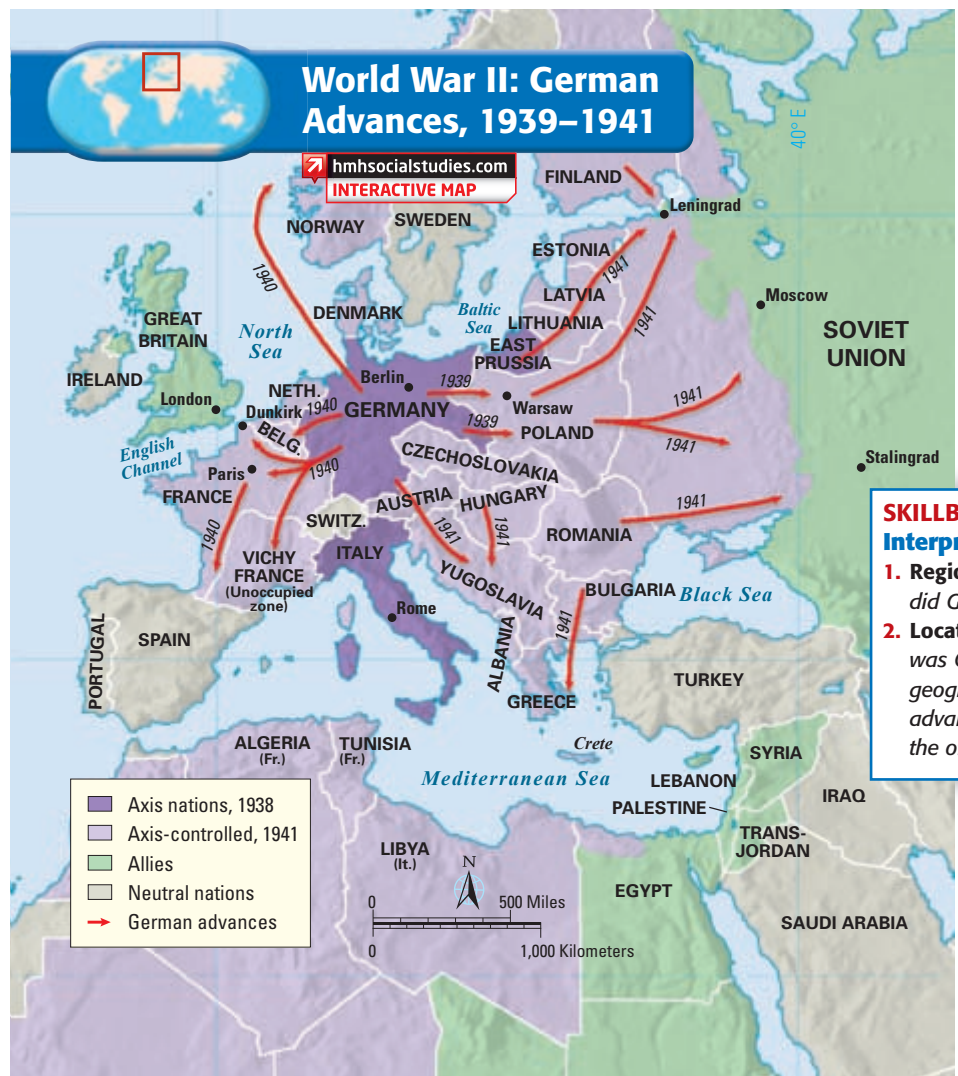 World War II: German
Advances, 1939–1941
hmhsocialstudies.com
INTERACTIVE MAP
40° E
FINLAND
Leningrad
NORWAY
SWEDEN
ESTONIA
1940
1941
LATVIA
Moscow
DENMARK
Baltic
Sea
LITHUANIA
1941
GREAT
BRITAIN
North
Sea
SOVIET
UNION
EAST
PRUSSIA
IRELAND
NETH.
Berlin
1939
London
Dunkirk
1940
GERMANY
Warsaw
1941
BELG.
1939
POLAND
1941
English
Channel
CZECHOSLOVAKIA
Stalingrad
Paris
1940
FRANCE
AUSTRIA
HUNGARY
1941
SWITZ.
1940
1941
1941
ROMANIA
ITALY
VICHY
FRANCE
(Unoccupied
zone)
YUGOSLAVIA
BULGARIA
Black Sea
Rome
1941
PORTUGAL
SPAIN
ALBANIA
TURKEY
GREECE
ALGERIA
(Fr.)
TUNISIA
(Fr.)
Crete
SYRIA
Mediterranean Sea
LEBANON
IRAQ
PALESTINE
TRANS-
JORDAN
LIBYA
(It.)
EGYPT
SAUDI ARABIA
N
0
500 Miles
0
1,000 Kilometers
Axis nations, 1938
Axis-controlled, 1941
Allies
Neutral nations
German advances
SKILLB
Interpr
1. Regio
did G
2. Locat
was
geog
advan
the o